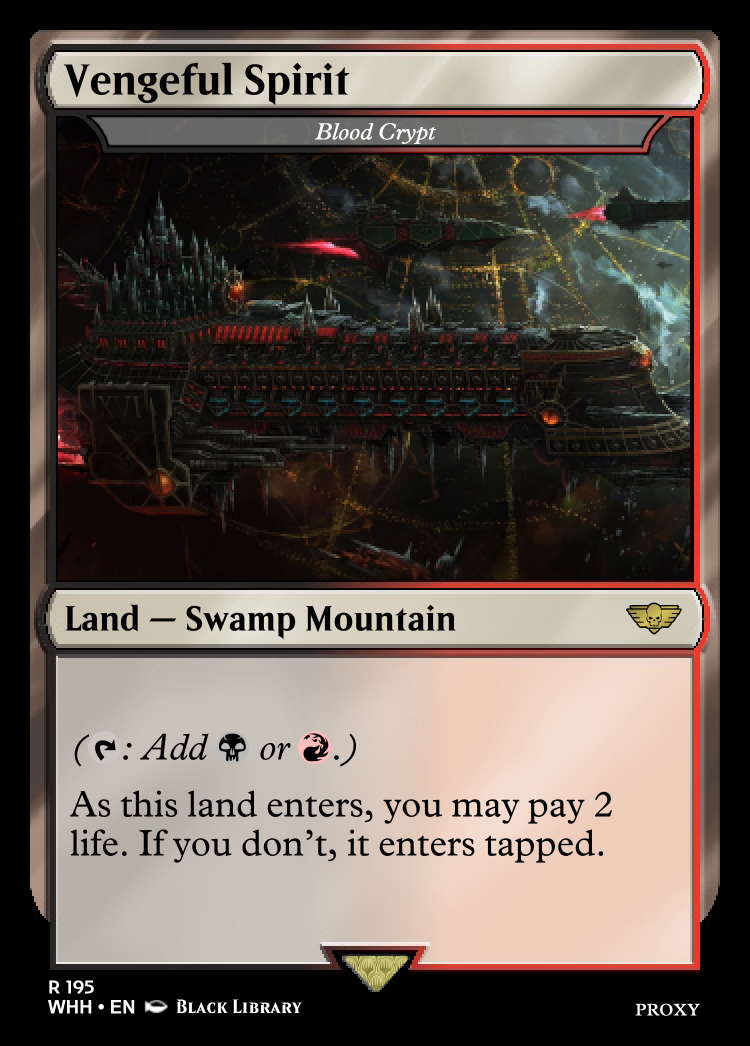 Vengeful Spirit
Blood Crypt
XVI
Land — Swamp Mountain
(: Add or .)
As this land enters, you may pay 2
life. If you don't, it enters tapped.
R 195
WHH • EN BLACK LIBRARY
PROXY